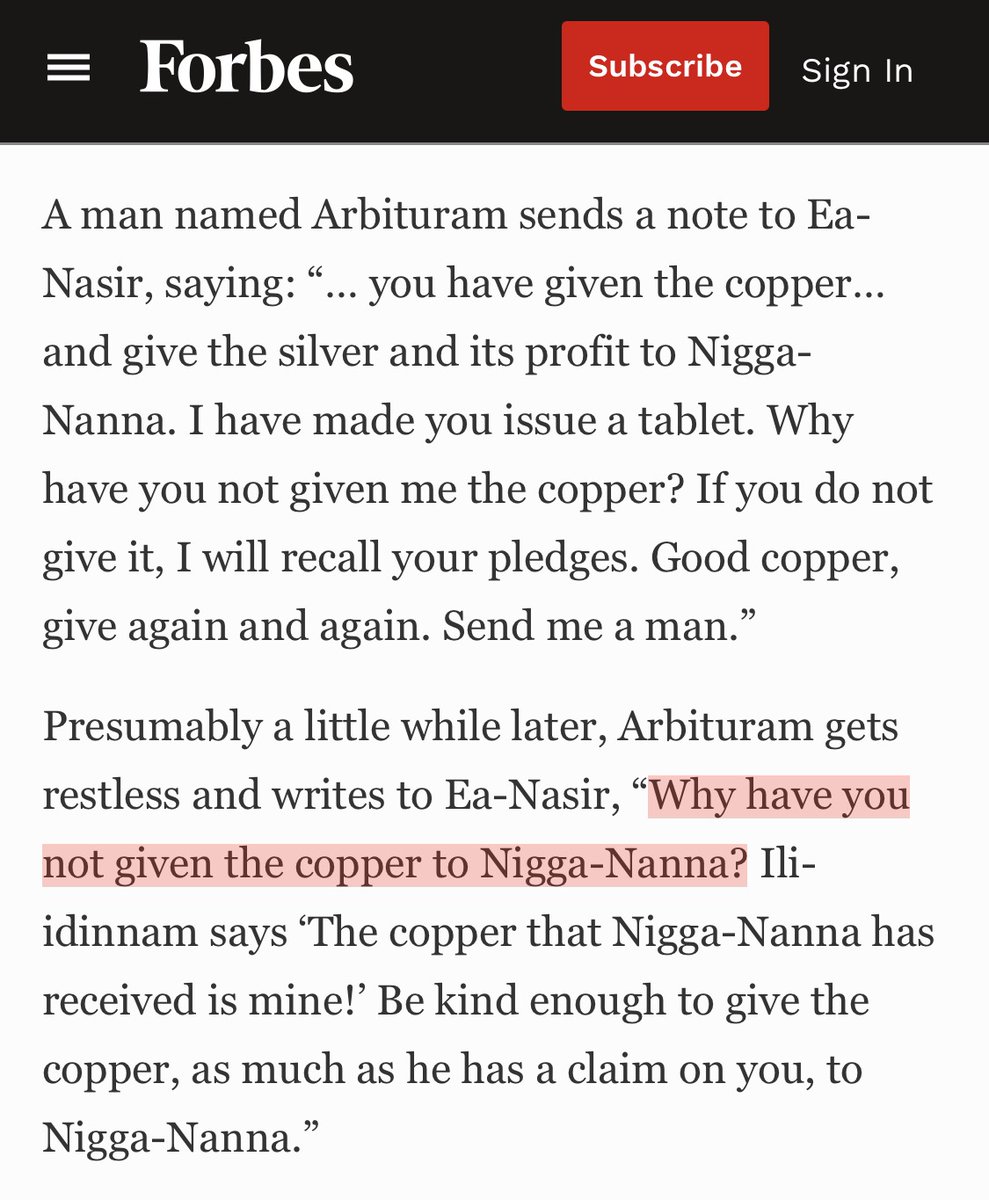 Forbes
Subscribe
Sign In
A man named Arbituram sends a note to Ea-
Nasir, saying: “... you have given the copper...
and give the silver and its profit to Nigga-
Nanna. I have made you issue a tablet. Why
have you not given me the copper? If you do not
give it, I will recall your pledges. Good copper,
give again and again. Send me a man.”
Presumably a little while later, Arbituram gets
restless and writes to Ea-Nasir, “Why have you
not given the copper to Nigga-Nanna? Ili-
idinnam says ‘The copper that Nigga-Nanna has
received is mine!’ Be kind enough to give the
copper, as much as he has a claim on you, to
Nigga-Nanna.”